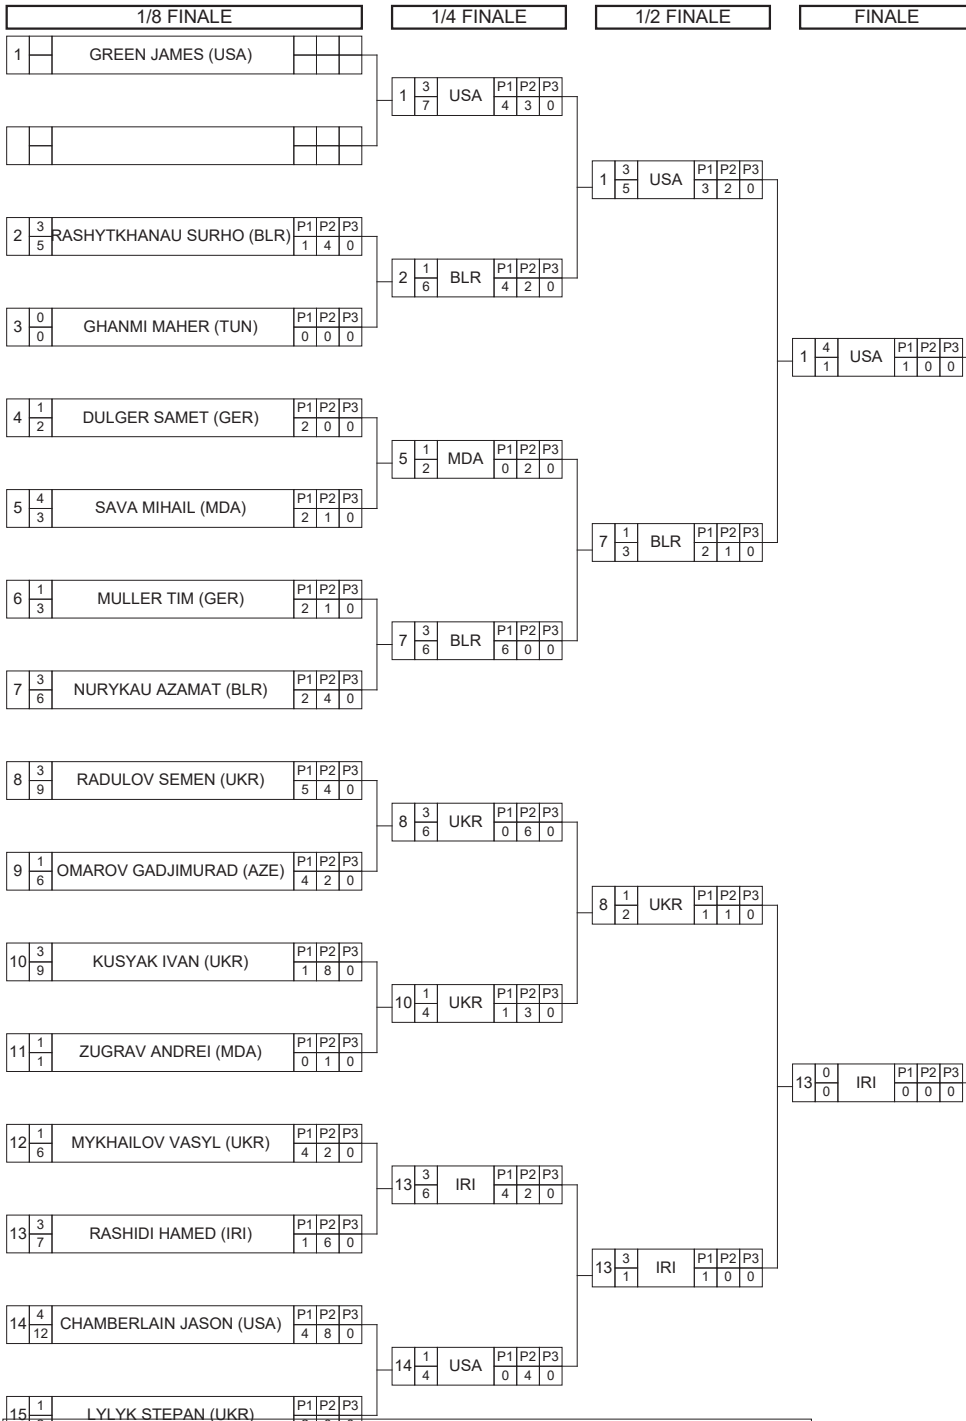 1/8 FINALE 1/4 FINALE 1/2 FINALE FINALE
1 GREEN JAMES (USA)
1 3 7 USA P1 P2 P3 4 3 0
1 3 5 USA P1 P2 P3 3 2 0
2 3 5 RASHYTKHANAU SURHO (BLR) P1 P2 P3 1 4 0
2 1 6 BLR P1 P2 P3 4 2 0
3 0 0 GHANMI MAHER (TUN) P1 P2 P3 0 0 0
1 4 1 USA P1 P2 P3 1 0 0
4 1 2 DULGER SAMET (GER) P1 P2 P3 2 0 0
5 1 2 MDA P1 P2 P3 0 2 0
5 4 3 SAVA MIHAIL (MDA) P1 P2 P3 2 1 0
7 1 3 BLR P1 P2 P3 2 1 0
6 1 3 MULLER TIM (GER) P1 P2 P3 2 1 0
7 3 6 BLR P1 P2 P3 6 0 0
7 3 6 NURYKAU AZAMAT (BLR) P1 P2 P3 2 4 0
8 3 9 RADULOV SEMEN (UKR) P1 P2 P3 5 4 0
8 3 6 UKR P1 P2 P3 0 6 0
9 1 6 OMAROV GADJIMURAD (AZE) P1 P2 P3 4 2 0
8 1 2 UKR P1 P2 P3 1 1 0
10 3 9 KUSYAK IVAN (UKR) P1 P2 P3 1 8 0
10 1 4 UKR P1 P2 P3 1 3 0
11 1 1 ZUGRAV ANDREI (MDA) P1 P2 P3 0 1 0
13 0 0 IRI P1 P2 P3 0 0 0
12 1 6 MYKHAILOV VASYL (UKR) P1 P2 P3 4 2 0
13 3 6 IRI P1 P2 P3 4 2 0
13 3 7 RASHIDI HAMED (IRI) P1 P2 P3 1 6 0
13 3 1 IRI P1 P2 P3 1 0 0
14 4 12 CHAMBERLAIN JASON (USA) P1 P2 P3 4 8 0
14 1 4 USA P1 P2 P3 0 4 0
15 1 LYLYK STEPAN (UKR) P1 P2 P3